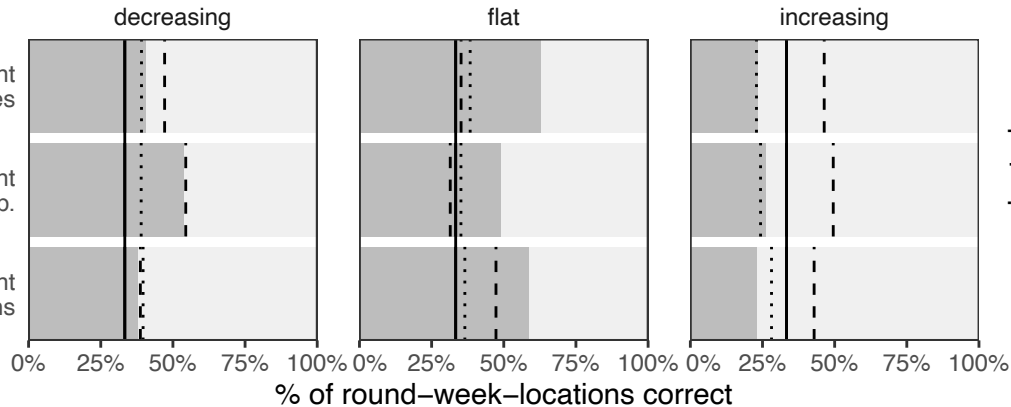 decreasing flat increasing
nt
es
nt
p.
nt
ns
0% 25% 50% 75% 100% 0% 25% 50% 75% 100% 0% 25% 50% 75% 100%
% of round−week−locations correct